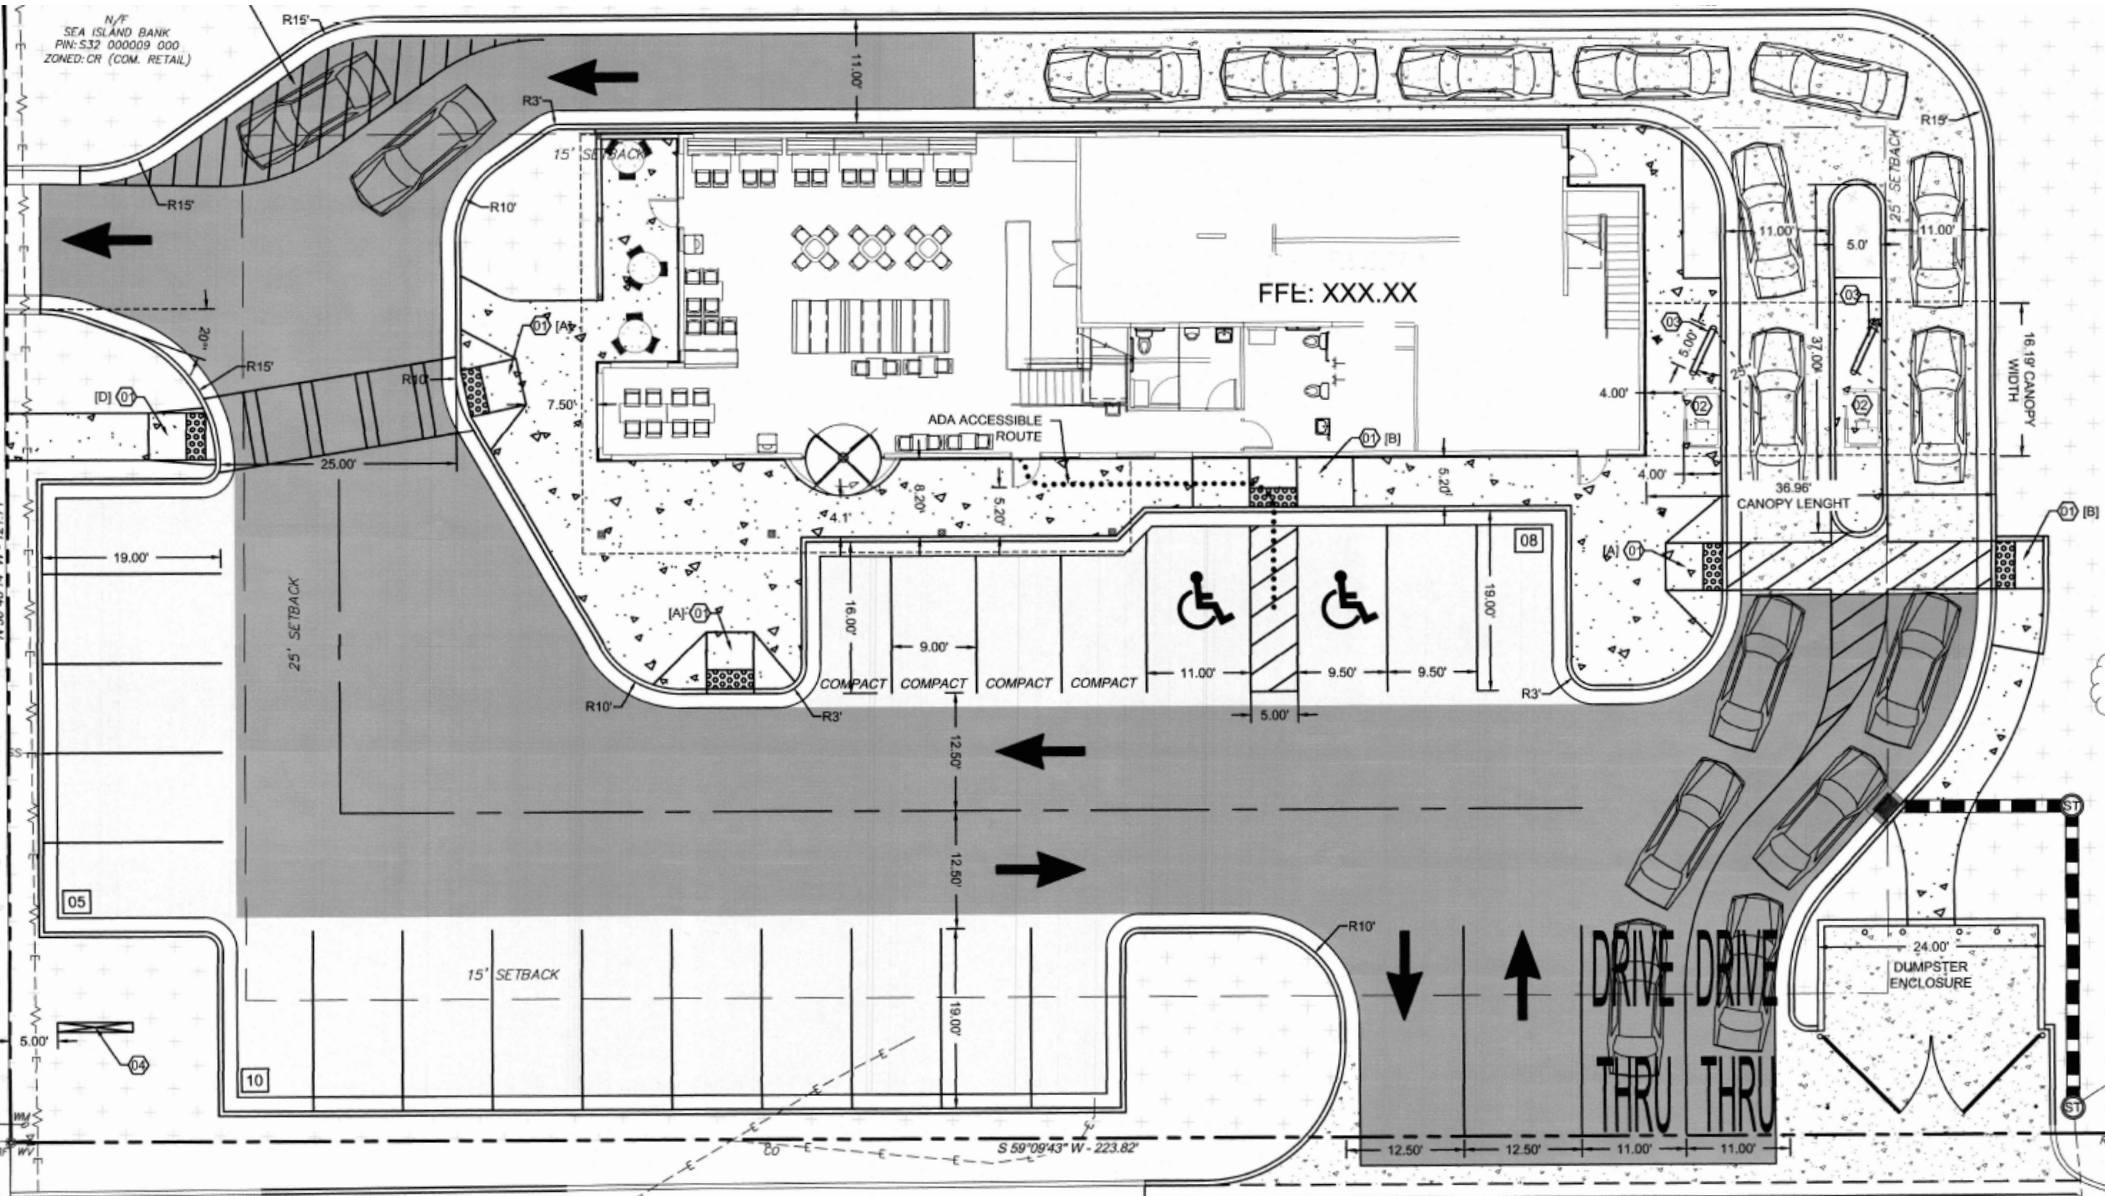 N/F
SEA ISLAND BANK
PIN: S32 000009 000
ZONED: CR (COM. RETAIL)
R15'
11.00'
R3'
R15'
15' SETBACK
R15'
R10'
25' SETBACK
11.00'
5.0'
11.00'
FFE: XXX.XX
03
03
01 [A]
5.00'
37.00'
16.19' CANOPY
WIDTH
20'
R15'
R10'
25'
[D] 01
7.50'
4.00'
02
02
ADA ACCESSIBLE
ROUTE
01 [B]
25.00'
4.00'
36.96'
CANOPY LENGHT
4.1'
8.20'
5.20'
5.20'
01 [B]
19.00'
08
[A] 01
25' SETBACK
16.00'
19.00'
[A] 01
9.00'
11.00'
9.50'
9.50'
COMPACT
COMPACT
COMPACT
COMPACT
R10'
R3'
5.00'
R3'
12.50'
ST
12.50'
05
R10'
15' SETBACK
DRIVE
THRU
DRIVE
THRU
24.00'
DUMPSTER
ENCLOSURE
19.00'
5.00'
04
10
E
E
E
E
E
E
ST
WM
WV
CO
S 59°09'43" W - 223.82'
12.50'
12.50'
11.00'
11.00'